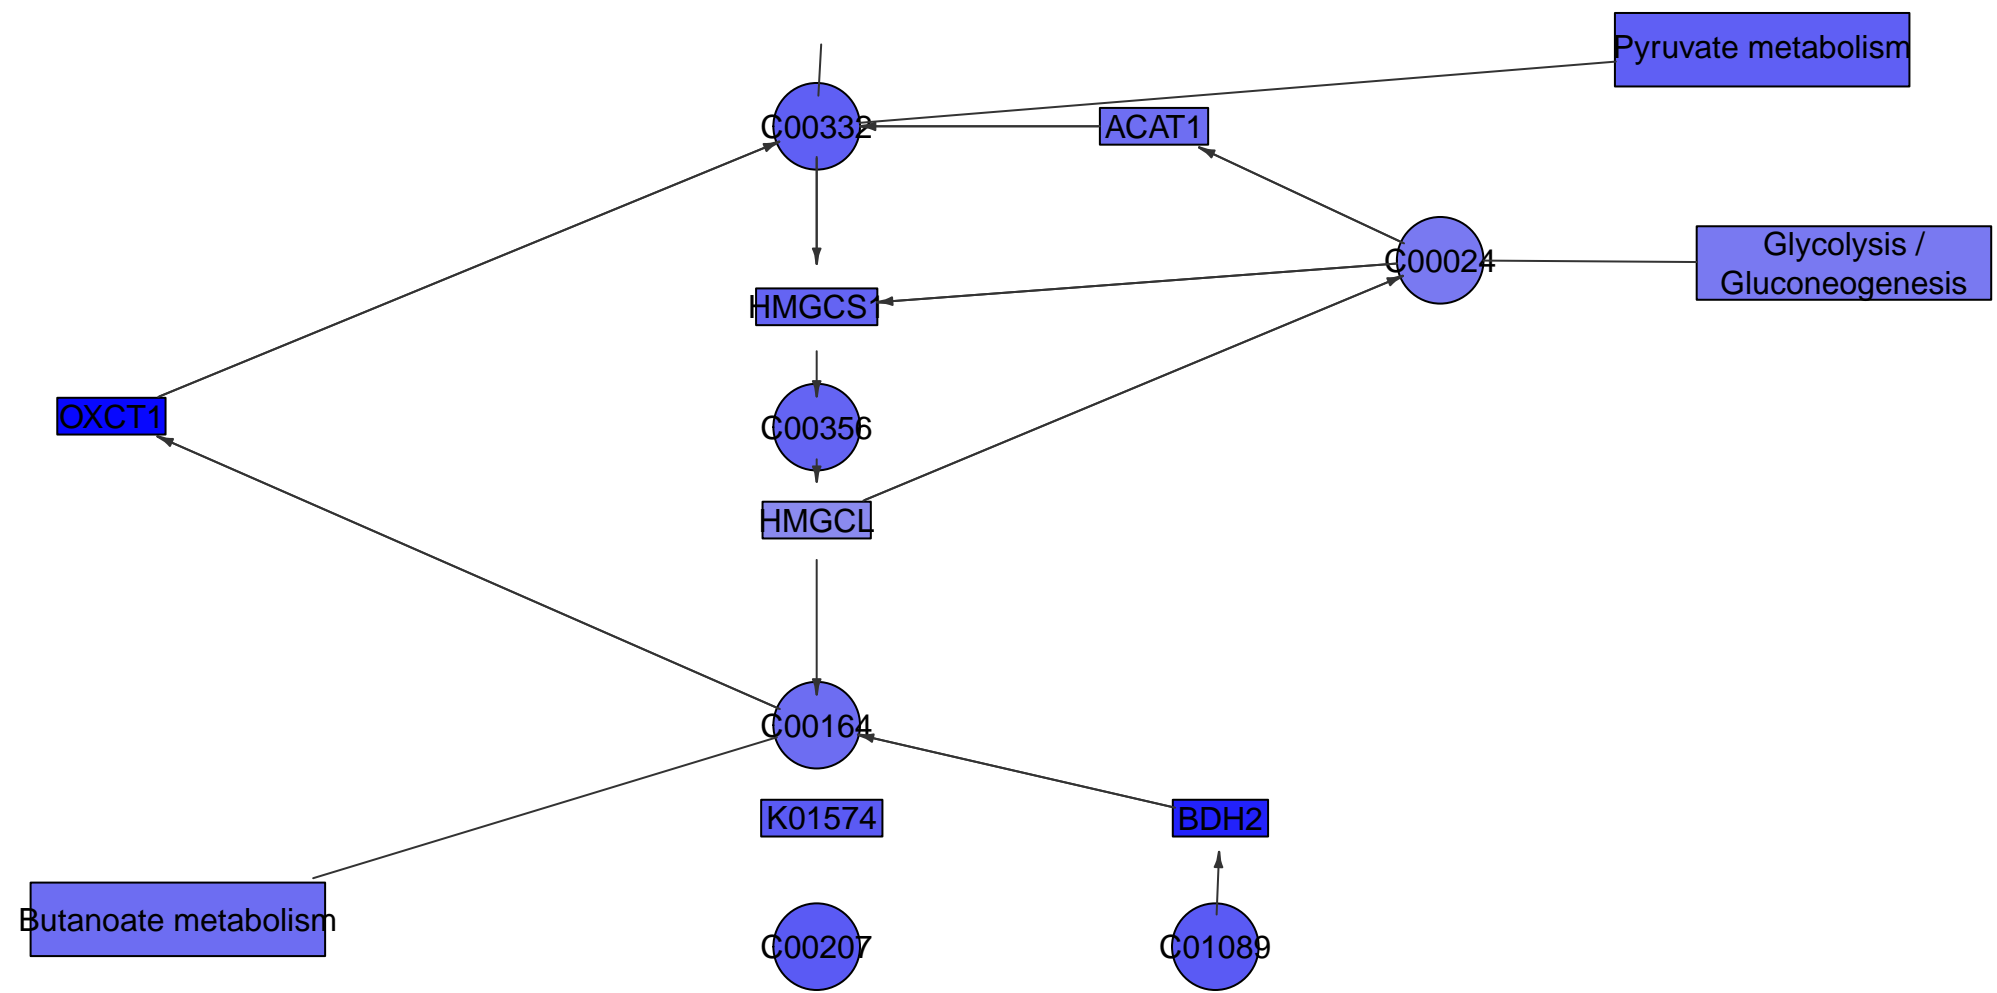 Pyruvate metabolism
C00332
ACAT1
Glycolysis /
Gluconeogenesis
C00024
HMGCS1
OXCT1
C00356
HMGCL
C00164
K01574
BDH2
Butanoate metabolism
C00207
C01089